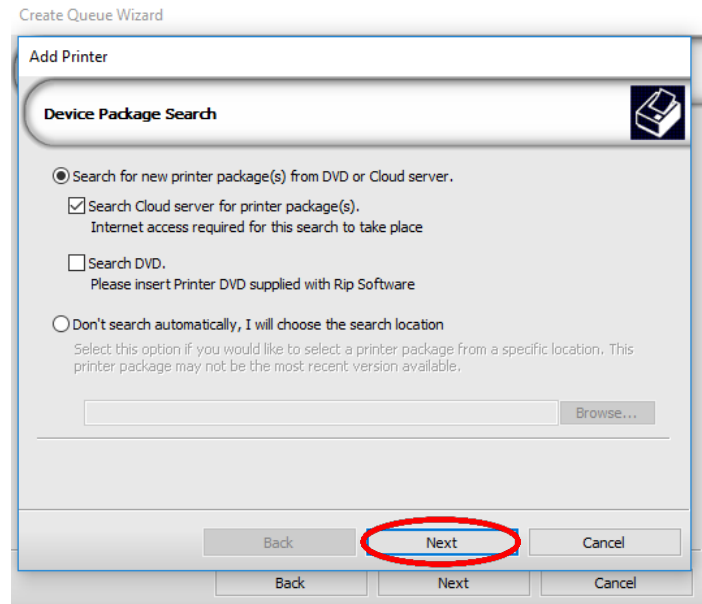 Create Queue Wizard
Add Printer
Device Package Search
Search for new printer package(s) from DVD or Cloud server.
Search Cloud server for printer package(s).
Internet access required for this search to take place
Search DVD.
Please insert Printer DVD supplied with Rip Software
Don't search automatically, I will choose the search location
Select this option if you would like to select a printer package from a specific location. This
printer package may not be the most recent version available.
Browse...
Back Next Cancel
Back Next Cancel